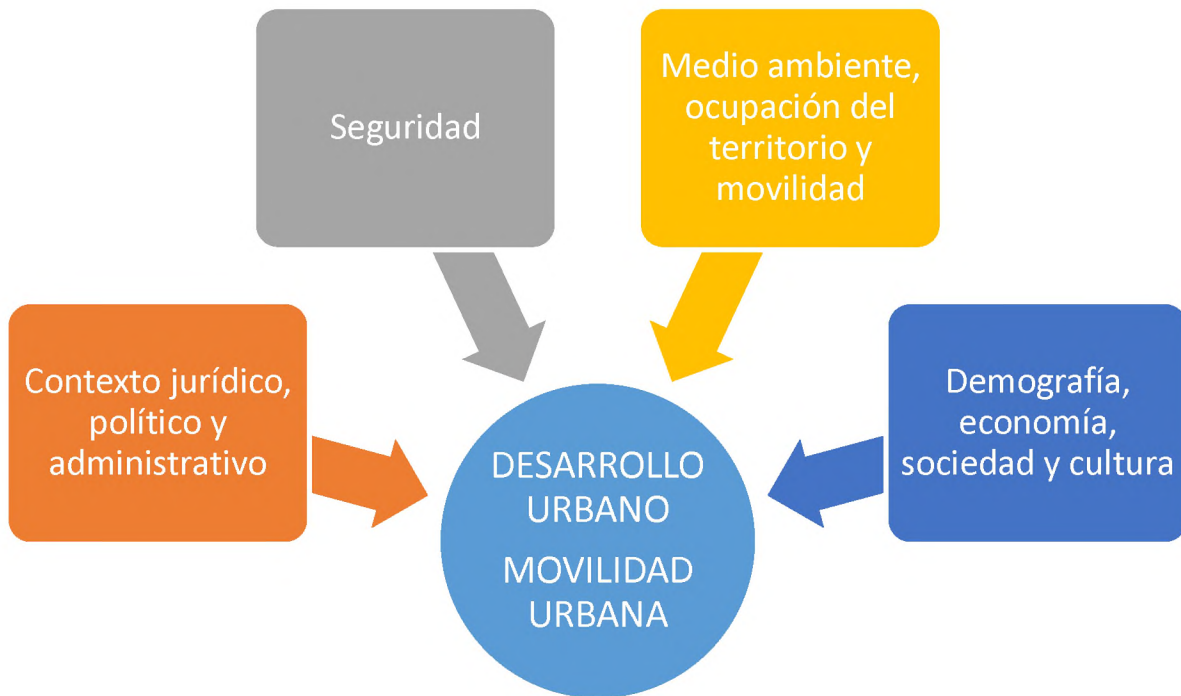 Seguridad
Medio ambiente,
ocupación del
territorio y
movilidad
Contexto jurídico,
político y
administrativo
Demografía,
economía,
sociedad y cultura
DESARROLLO
URBANO
MOVILIDAD
URBANA